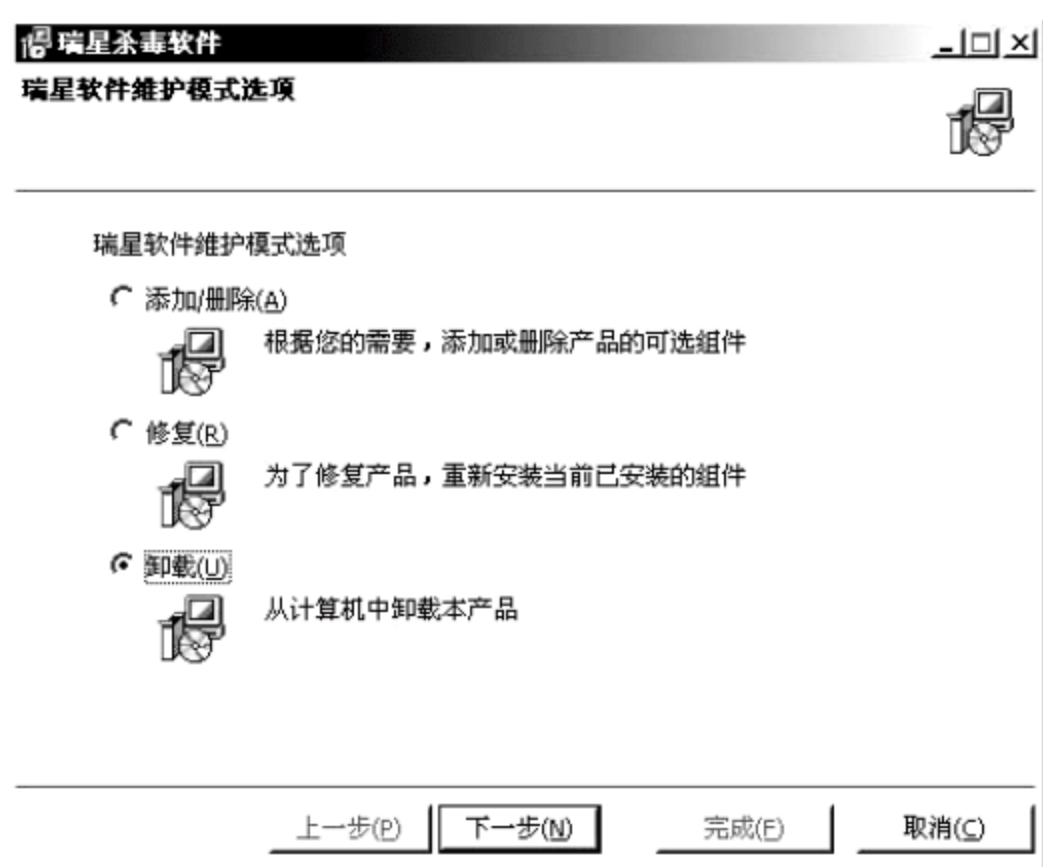 瑞星杀毒软件
瑞星软件维护模式选项
瑞星软件维护模式选项
添加/删除(A)
根据您的需要，添加或删除产品的可选组件
修复(R)
为了修复产品，重新安装当前已安装的组件
卸载(U)
从计算机中卸载本产品
上一步(P) 下一步(N) 完成(F) 取消(C)